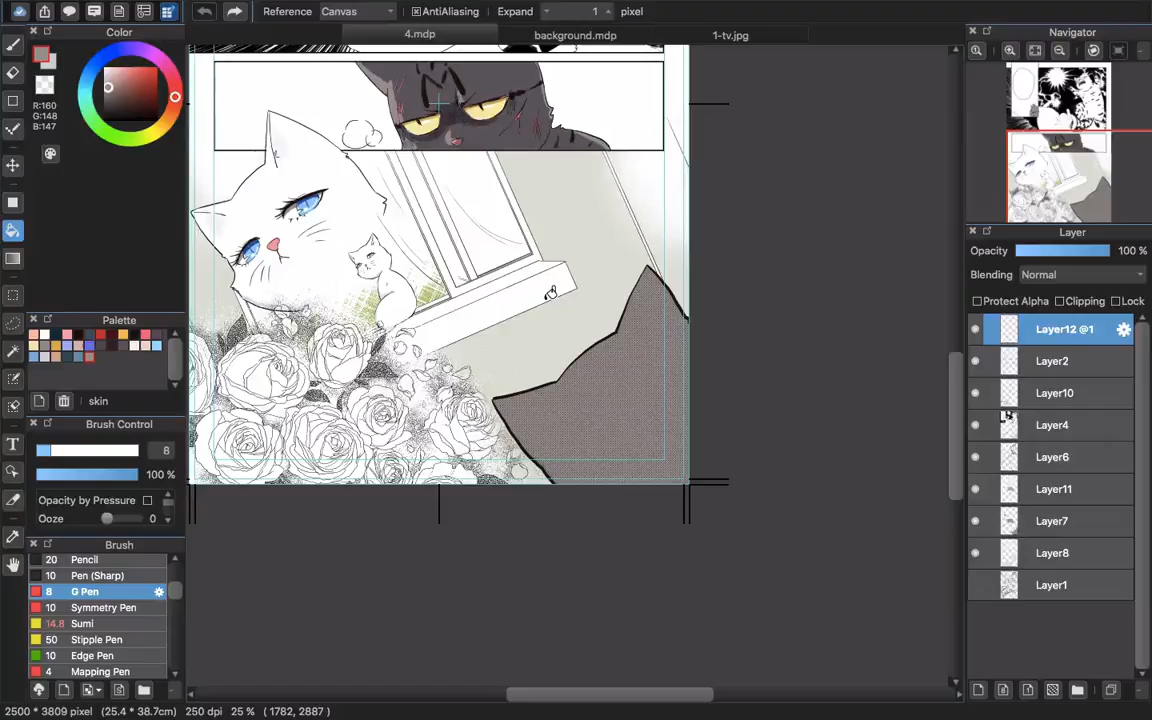 Reference Canvas AntiAliasing Expand 1 pixel
4.mdp background.mdp 1-tv.jpg
Color
R:160
G:148
B:147
Palette
skin
Brush Control
8
100 %
Opacity by Pressure
Ooze 0
Brush
20 Pencil
10 Pen (Sharp)
8 G Pen
10 Symmetry Pen
14.8 Sumi
50 Stipple Pen
10 Edge Pen
4 Mapping Pen
2500 * 3809 pixel (25.4 * 38.7cm) 250 dpi 25 % ( 1782, 2887 )
Navigator
Layer
Opacity 100 %
Blending Normal
Protect Alpha Clipping Lock
Layer12 @1
Layer2
Layer10
Layer4
Layer6
Layer11
Layer7
Layer8
Layer1